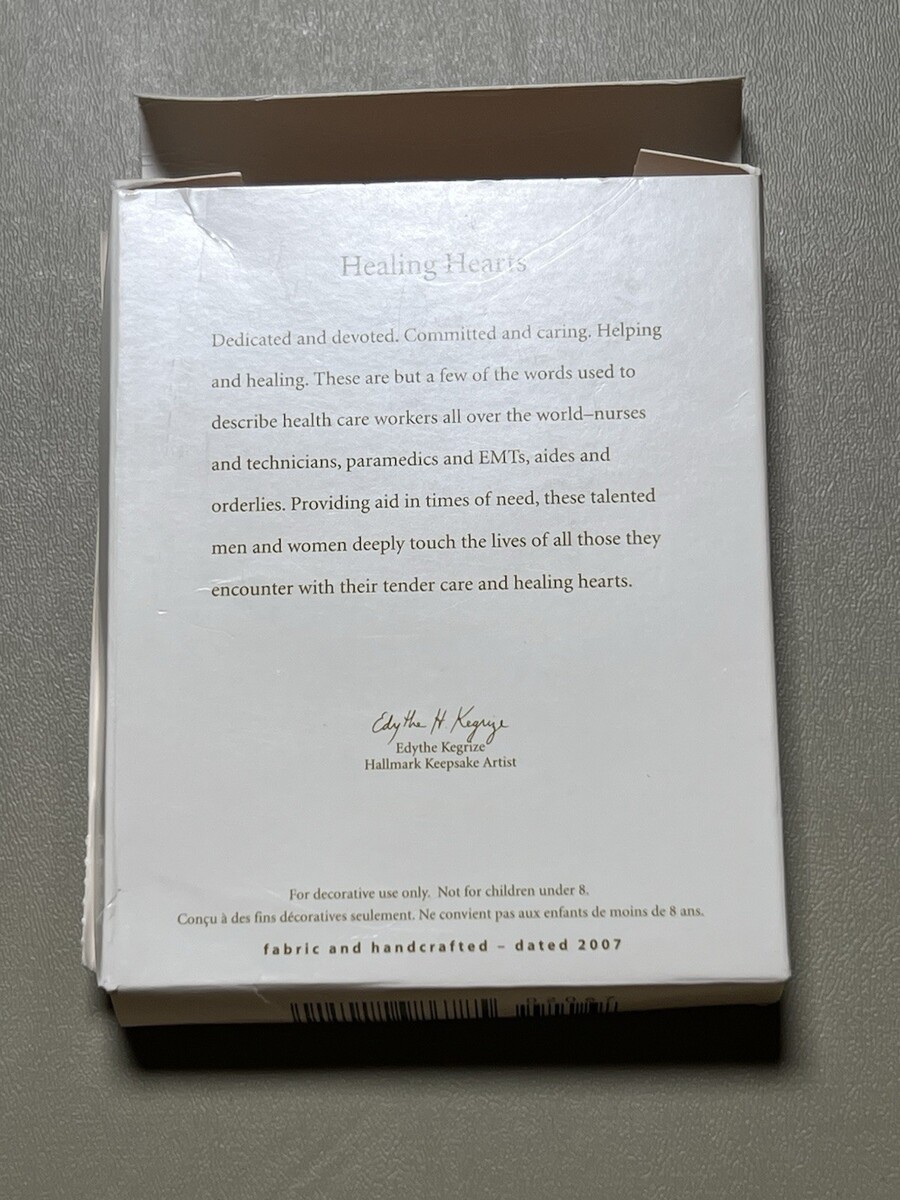 Healing Hearts
Dedicated and devoted. Committed and caring. Helping
and healing. These are but a few of the words used to
describe health care workers all over the world–nurses
and technicians, paramedics and EMTs, aides and
orderlies. Providing aid in times of need, these talented
men and women deeply touch the lives of all those they
encounter with their tender care and healing hearts.
Edythe H. Kegrize
Edythe Kegrize
Hallmark Keepsake Artist
For decorative use only. Not for children under 8.
Conçu à des fins décoratives seulement. Ne convient pas aux enfants de moins de 8 ans.
fabric and handcrafted – dated 2007